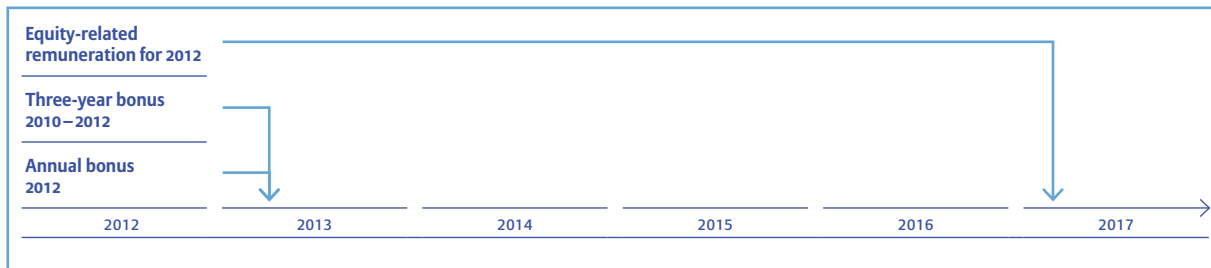 Equity-related
remuneration for 2012
Three-year bonus
2010–2012
Annual bonus
2012
2012 2013 2014 2015 2016 2017